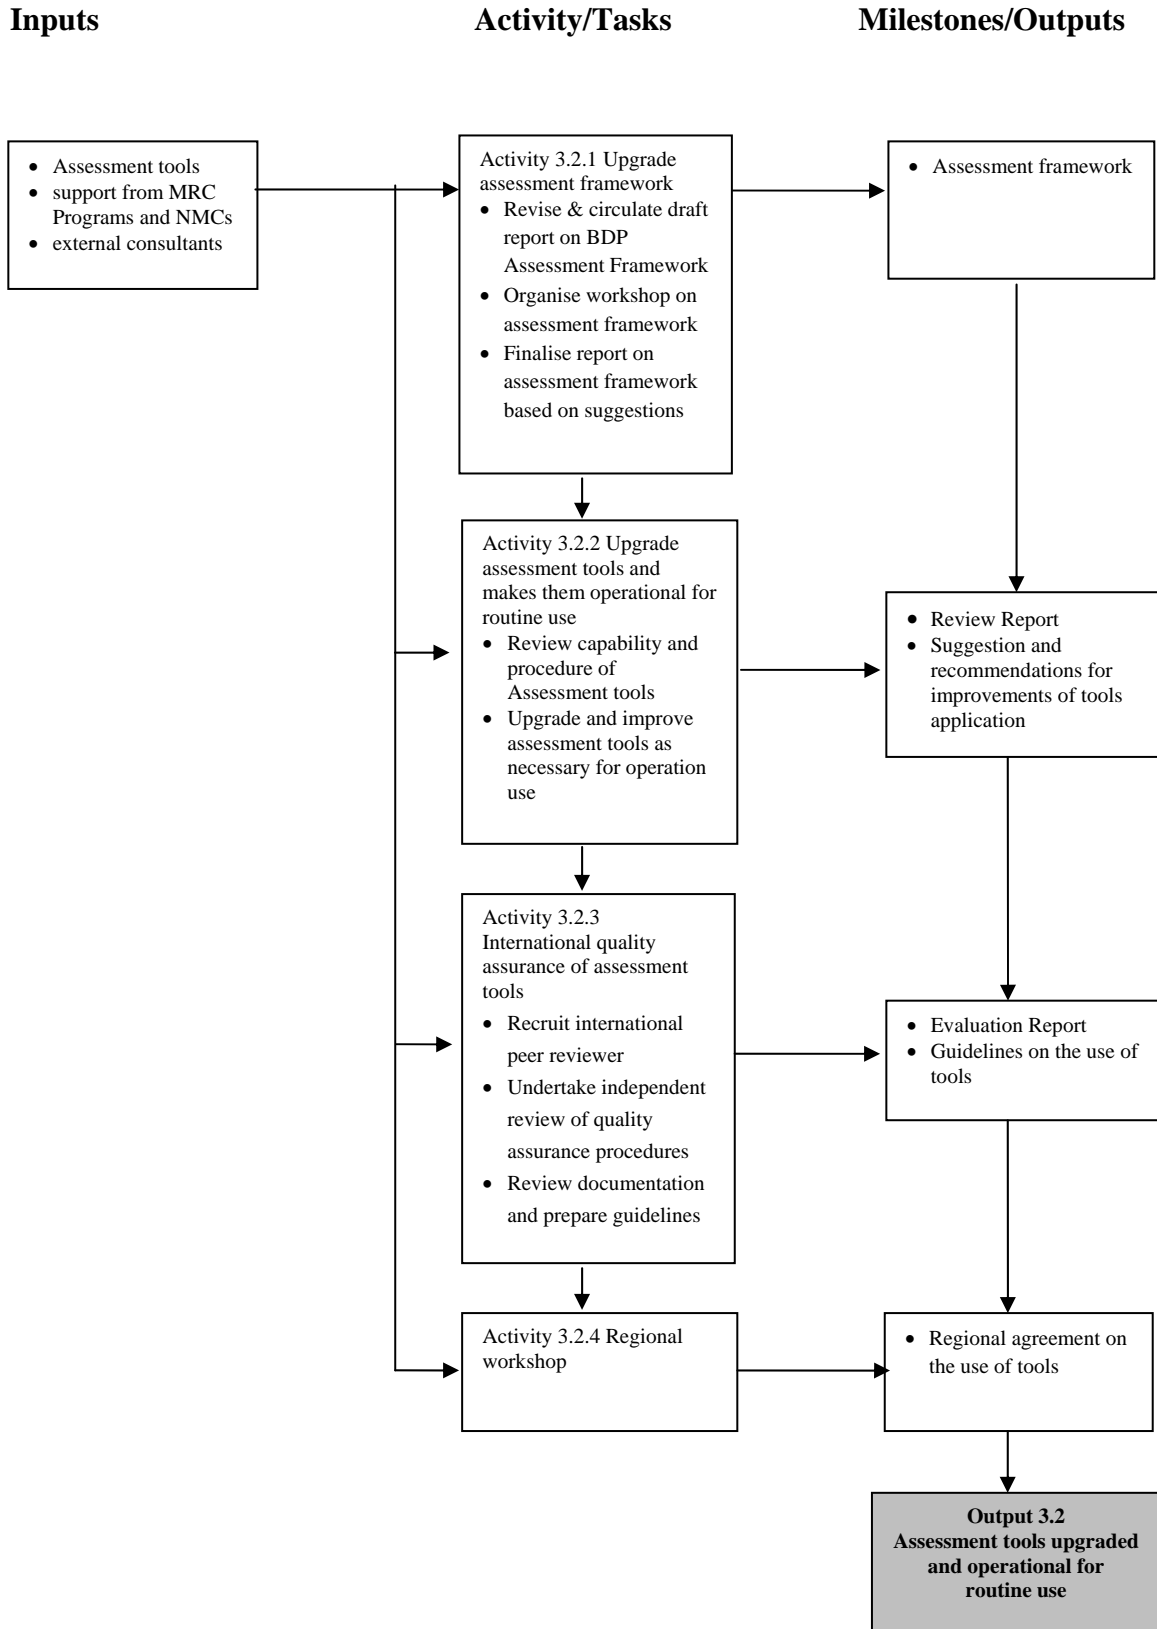 Inputs
Activity/Tasks
Milestones/Outputs
• Assessment tools
• support from MRC
Programs and NMCs
• external consultants
Activity 3.2.1 Upgrade
assessment framework
• Revise & circulate draft
report on BDP
Assessment Framework
• Organise workshop on
assessment framework
• Finalise report on
assessment framework
based on suggestions
• Assessment framework
Activity 3.2.2 Upgrade
assessment tools and
makes them operational for
routine use
• Review capability and
procedure of
Assessment tools
• Upgrade and improve
assessment tools as
necessary for operation
use
• Review Report
• Suggestion and
recommendations for
improvements of tools
application
Activity 3.2.3
International quality
assurance of assessment
tools
• Recruit international
peer reviewer
• Undertake independent
review of quality
assurance procedures
• Review documentation
and prepare guidelines
• Evaluation Report
• Guidelines on the use of
tools
Activity 3.2.4 Regional
workshop
• Regional agreement on
the use of tools
Output 3.2
Assessment tools upgraded
and operational for
routine use